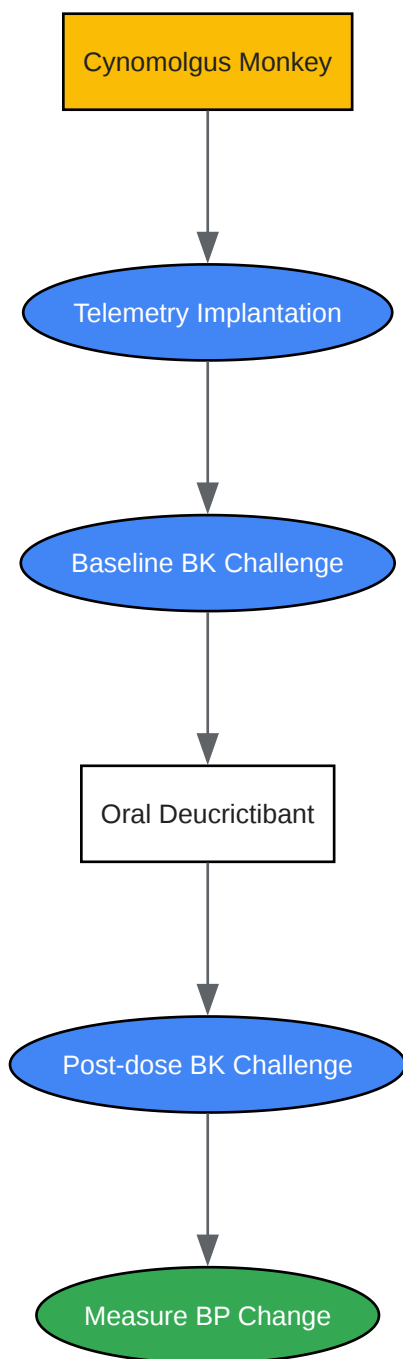 Cynomolgus Monkey
Telemetry Implantation
Baseline BK Challenge
Oral Deucrictibant
Post-dose BK Challenge
Measure BP Change